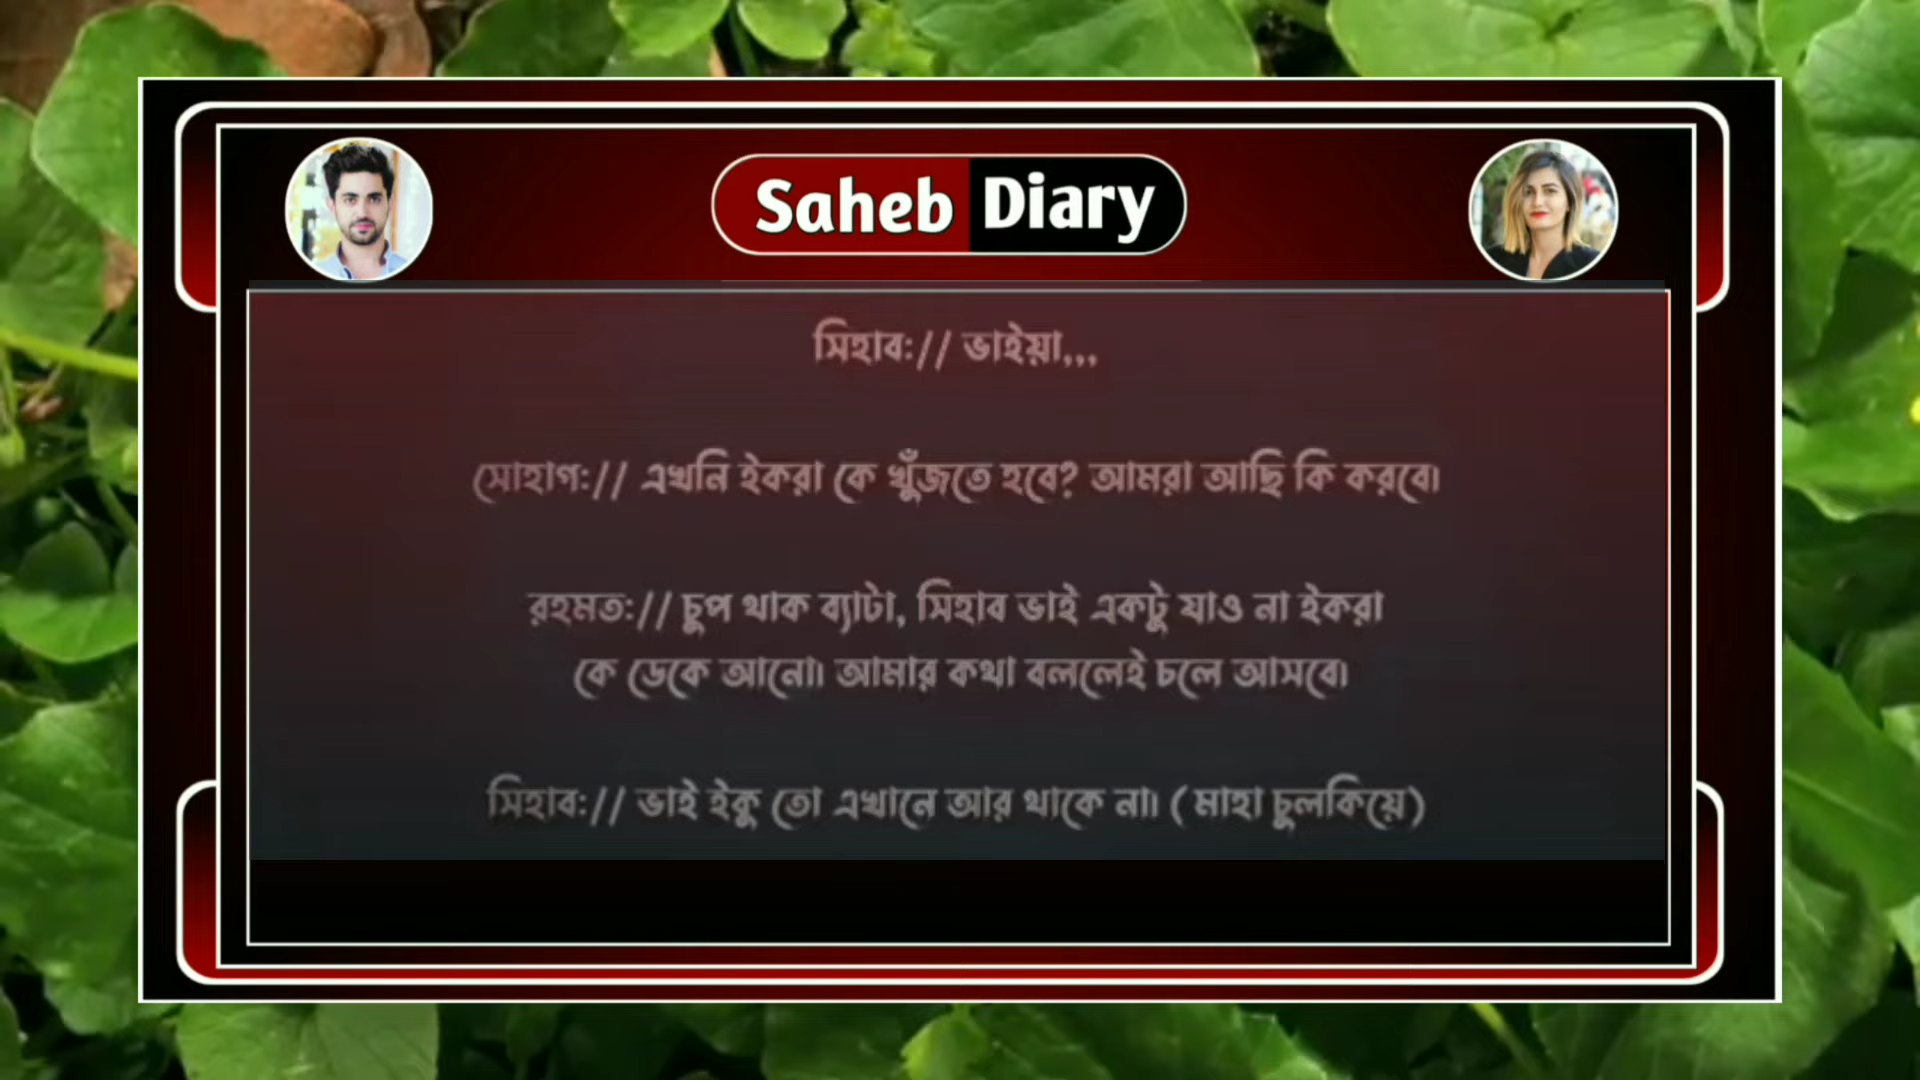 Saheb Diary
সিহাব:// ভাইয়া,,,
সোহাগ:// এখনি ইকরা কে খুঁজতে হবে? আমরা আছি কি করবো।
রহমত:// চুপ থাক ব্যাটা, সিহাব ভাই একটু যাও না ইকরা
কে ডেকে আনো। আমার কথা বললেই চলে আসবে।
সিহাব:// ভাই ইকু তো এখানে আর থাকে না। ( মাহা চুলকিয়ে)